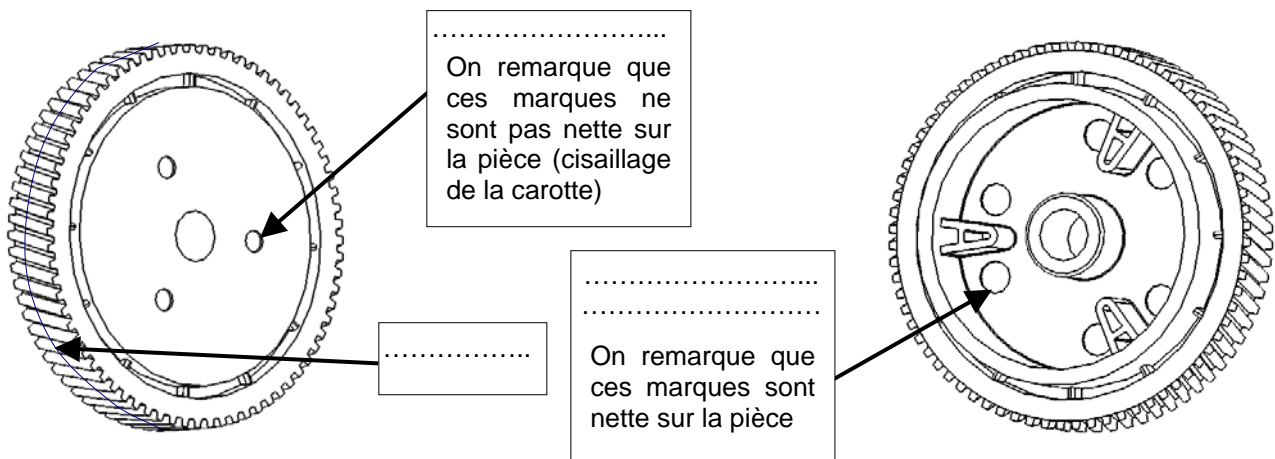 ……………………...
On remarque que
ces marques ne
sont pas nette sur
la pièce (cisaillage
de la carotte)
……………………...
………………………
On remarque que
ces marques sont
nette sur la pièce
……………..